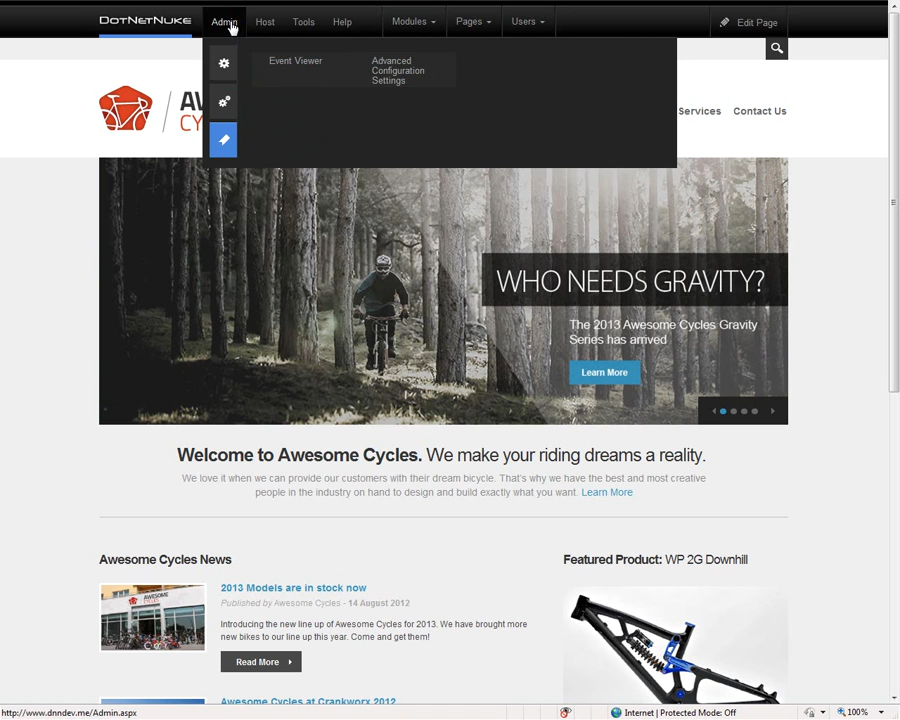 DOTNETNUKE Admin Host Tools Help Modules Pages Users Edit Page
Event Viewer
Advanced
Configuration
Settings
AW
CY
Services Contact Us
WHO NEEDS GRAVITY?
The 2013 Awesome Cycles Gravity
Series has arrived
Learn More
Welcome to Awesome Cycles. We make your riding dreams a reality.
We love it when we can provide our customers with their dream bicycle. That's why we have the best and most creative
people in the industry on hand to design and build exactly what you want. Learn More
Awesome Cycles News
2013 Models are in stock now
Published by Awesome Cycles - 14 August 2012
Introducing the new line up of Awesome Cycles for 2013. We have brought more
new bikes to our line up this year. Come and get them!
Read More
Awesome Cycles at Crankworx 2012
Featured Product: WP 2G Downhill
AWESOME
CYCLES
http://www.dnndev.me/Admin.aspx
Internet | Protected Mode: Off
100%